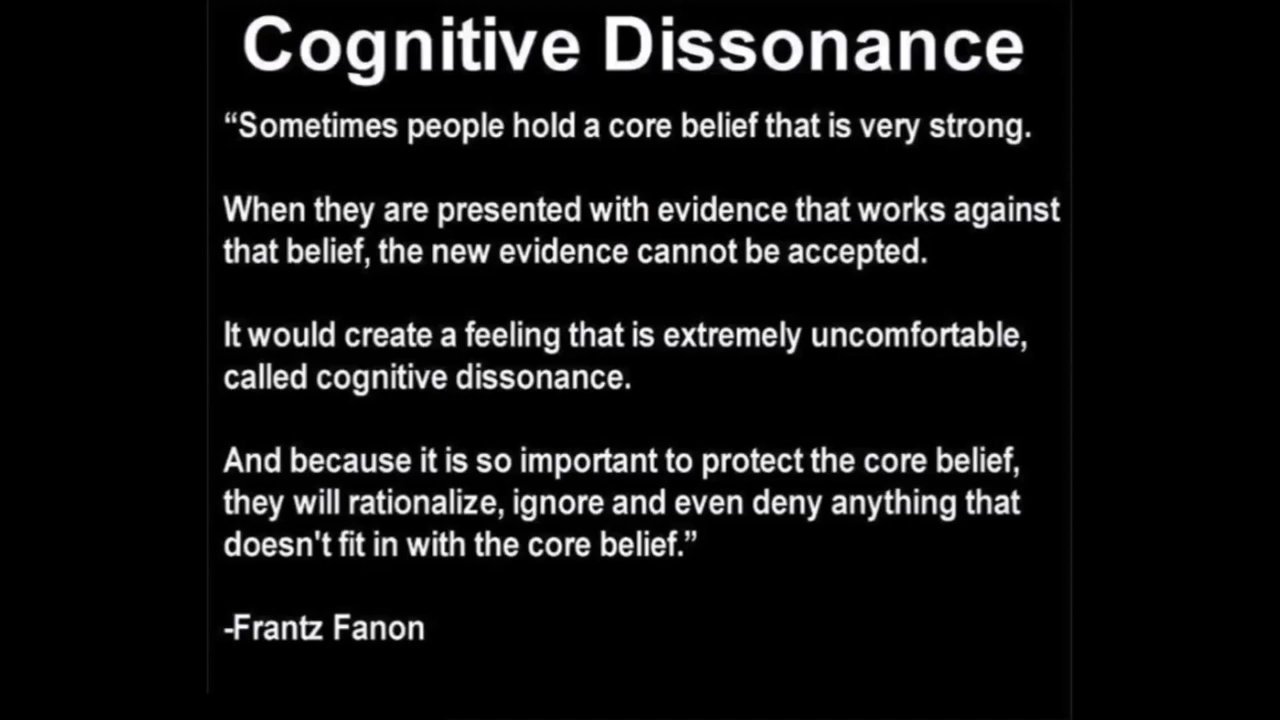 Cognitive Dissonance
“Sometimes people hold a core belief that is very strong.
When they are presented with evidence that works against
that belief, the new evidence cannot be accepted.
It would create a feeling that is extremely uncomfortable,
called cognitive dissonance.
And because it is so important to protect the core belief,
they will rationalize, ignore and even deny anything that
doesn't fit in with the core belief.”
-Frantz Fanon